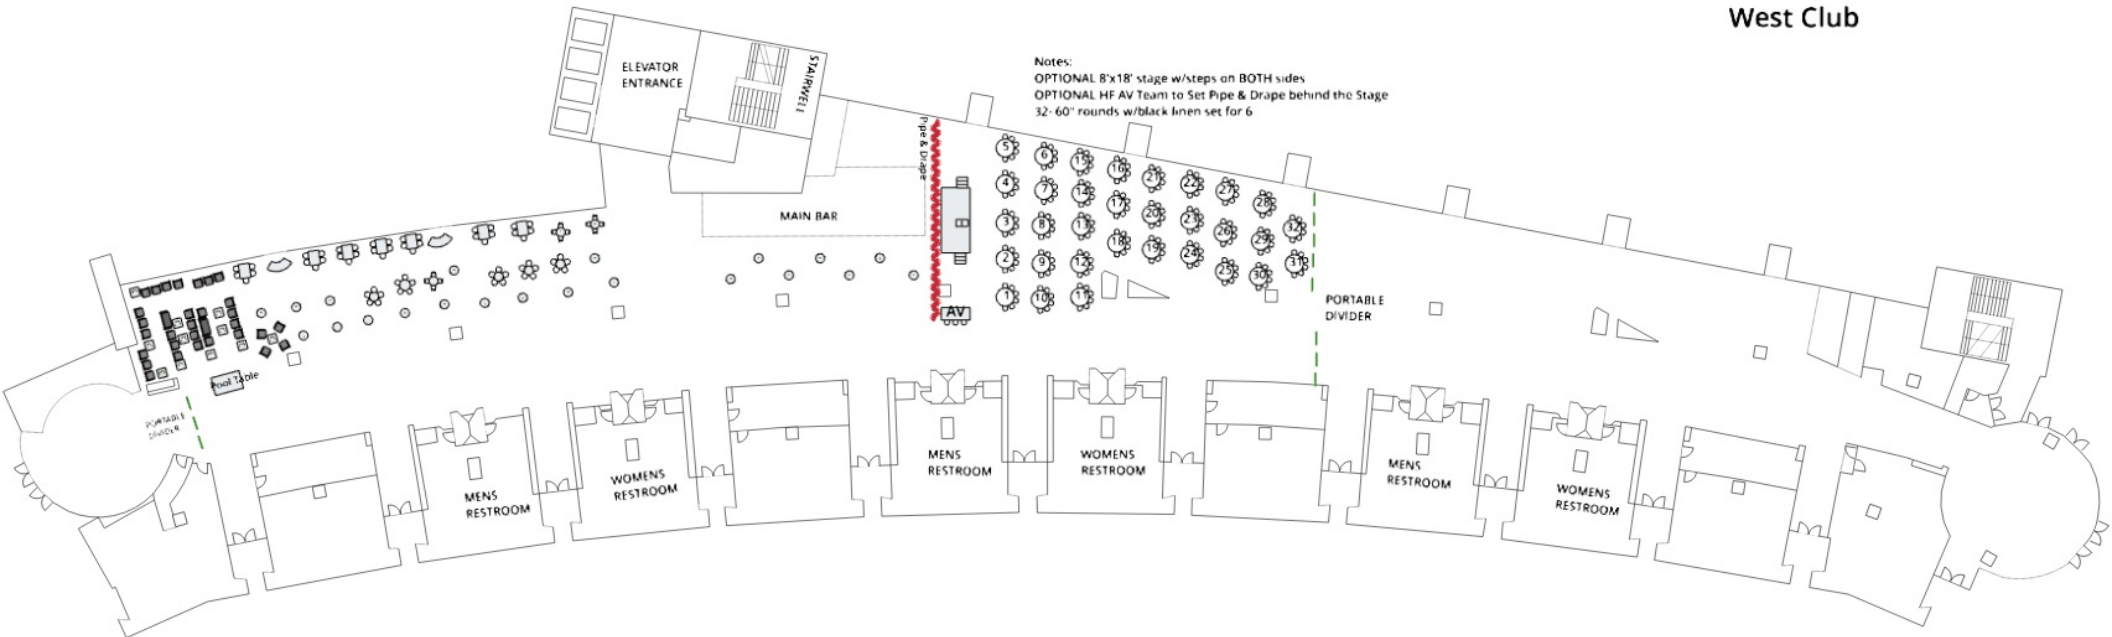 West Club
ELEVATOR
ENTRANCE
STAIRWELL
Notes:
OPTIONAL 8'x18' stage w/steps on BOTH sides
OPTIONAL HF AV Team to Set Pipe & Drape behind the Stage
32- 60" rounds w/black linen set for 6
Pipe & Drape
MAIN BAR
5
6
15
16
21
22
27
28
4
7
14
17
20
23
26
29
32
3
8
13
18
19
24
25
30
31
2
9
12
1
10
11
AV
PORTABLE
DIVIDER
Pool Table
PORTABLE
DIVIDER
MENS
RESTROOM
WOMENS
RESTROOM
MENS
RESTROOM
WOMENS
RESTROOM
MENS
RESTROOM
WOMENS
RESTROOM